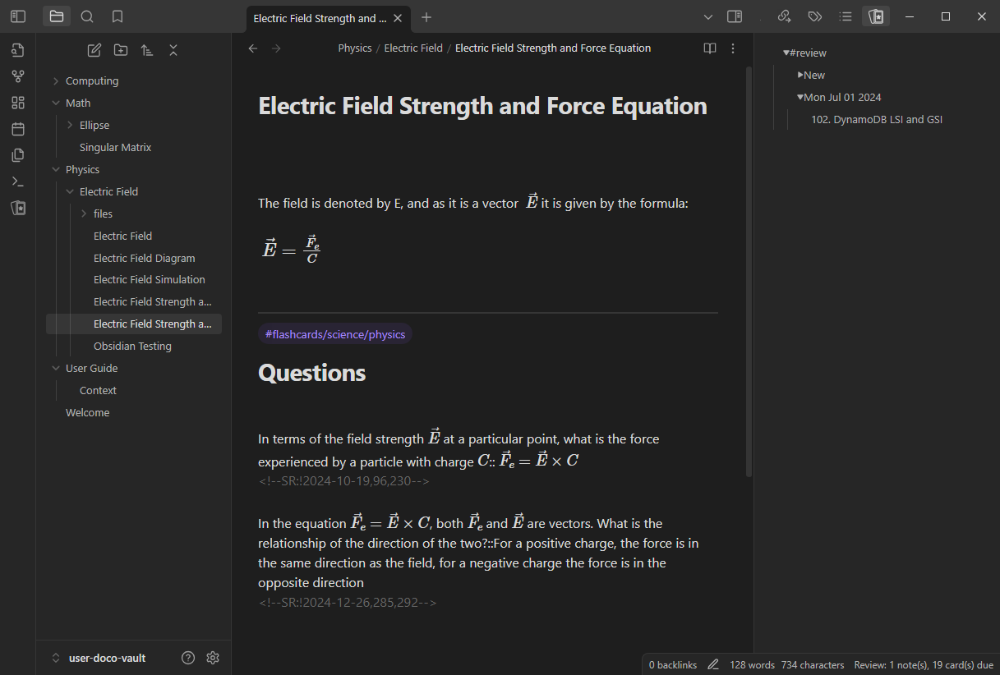 Electric Field Strength and ...
Computing
Math
Ellipse
Singular Matrix
Physics
Electric Field
files
Electric Field
Electric Field Diagram
Electric Field Simulation
Electric Field Strength a...
Electric Field Strength a...
Obsidian Testing
User Guide
Context
Welcome
user-doco-vault
Physics / Electric Field / Electric Field Strength and Force Equation
Electric Field Strength and Force Equation
The field is denoted by E, and as it is a vector $\vec{E}$ it is given by the formula:
$\vec{E} = \frac{\vec{F}_e}{C}$
#flashcards/science/physics
Questions
In terms of the field strength $\vec{E}$ at a particular point, what is the force
experienced by a particle with charge $C$:: $\vec{F}_e = \vec{E} \times C$
<!--SR:!2024-10-19,96,230-->
In the equation $\vec{F}_e = \vec{E} \times C$, both $\vec{F}_e$ and $\vec{E}$ are vectors. What is the
relationship of the direction of the two?::For a positive charge, the force is in
the same direction as the field, for a negative charge the force is in the
opposite direction
<!--SR:!2024-12-26,285,292-->
▼#review
▶New
▼Mon Jul 01 2024
102. DynamoDB LSI and GSI
0 backlinks 128 words 734 characters Review: 1 note(s), 19 card(s) due